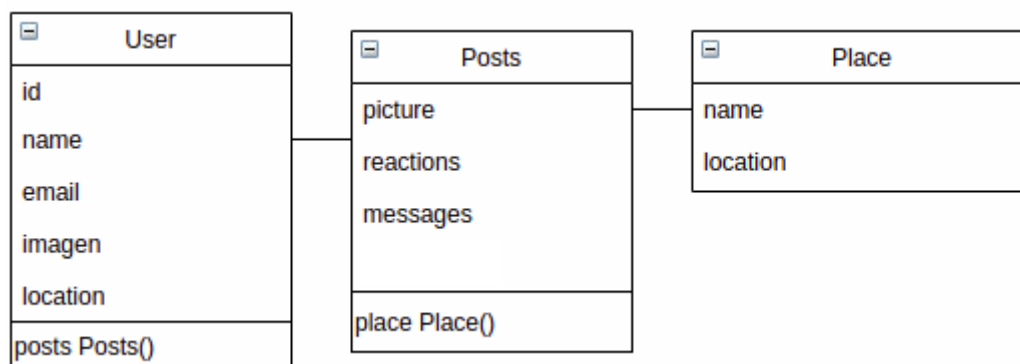 User
id
name
email
imagen
location
posts Posts()
Posts
picture
reactions
messages
place Place()
Place
name
location